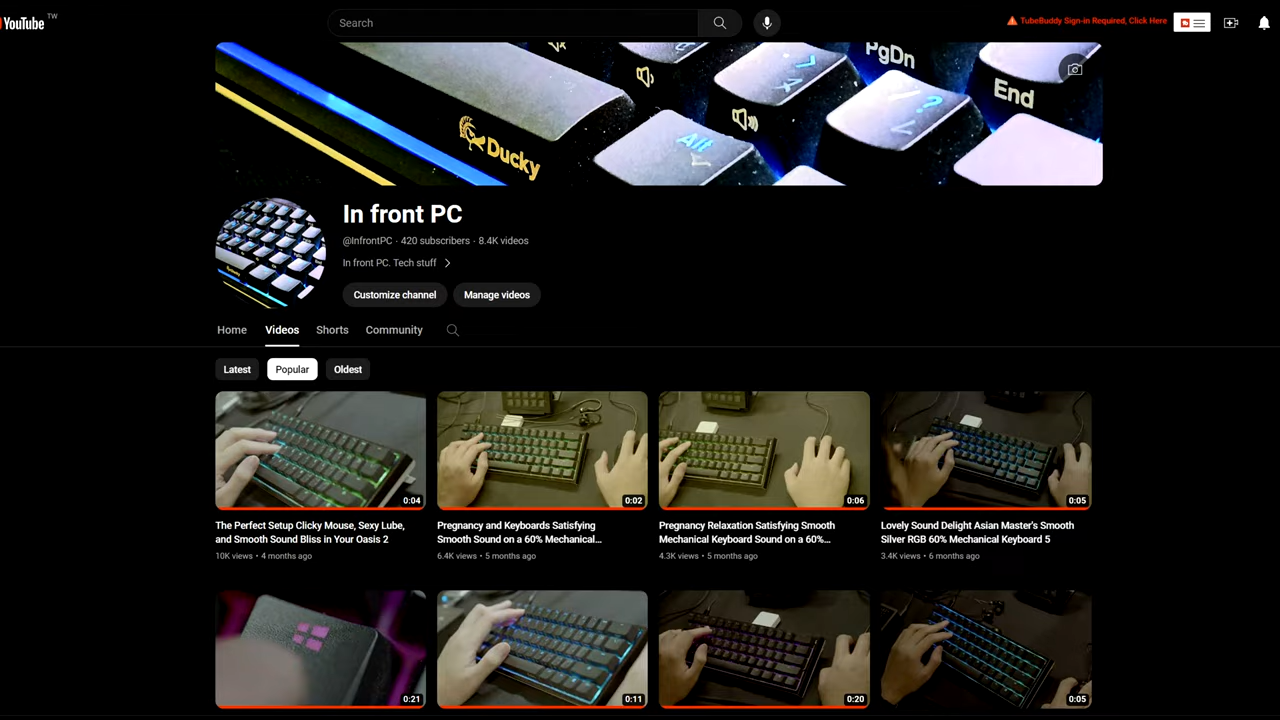 YouTube TW
Search
TubeBuddy Sign-in Required, Click Here
PgDn
End
?
Alt
Ducky
In front PC
@InfrontPC · 420 subscribers · 8.4K videos
In front PC. Tech stuff
Customize channel
Manage videos
Home
Videos
Shorts
Community
Latest
Popular
Oldest
0:04
0:02
0:06
0:05
The Perfect Setup Clicky Mouse, Sexy Lube,
and Smooth Sound Bliss in Your Oasis 2
10K views • 4 months ago
Pregnancy and Keyboards Satisfying
Smooth Sound on a 60% Mechanical...
6.4K views • 5 months ago
Pregnancy Relaxation Satisfying Smooth
Mechanical Keyboard Sound on a 60%...
4.3K views • 5 months ago
Lovely Sound Delight Asian Master's Smooth
Silver RGB 60% Mechanical Keyboard 5
3.4K views • 6 months ago
0:21
0:11
0:20
0:05